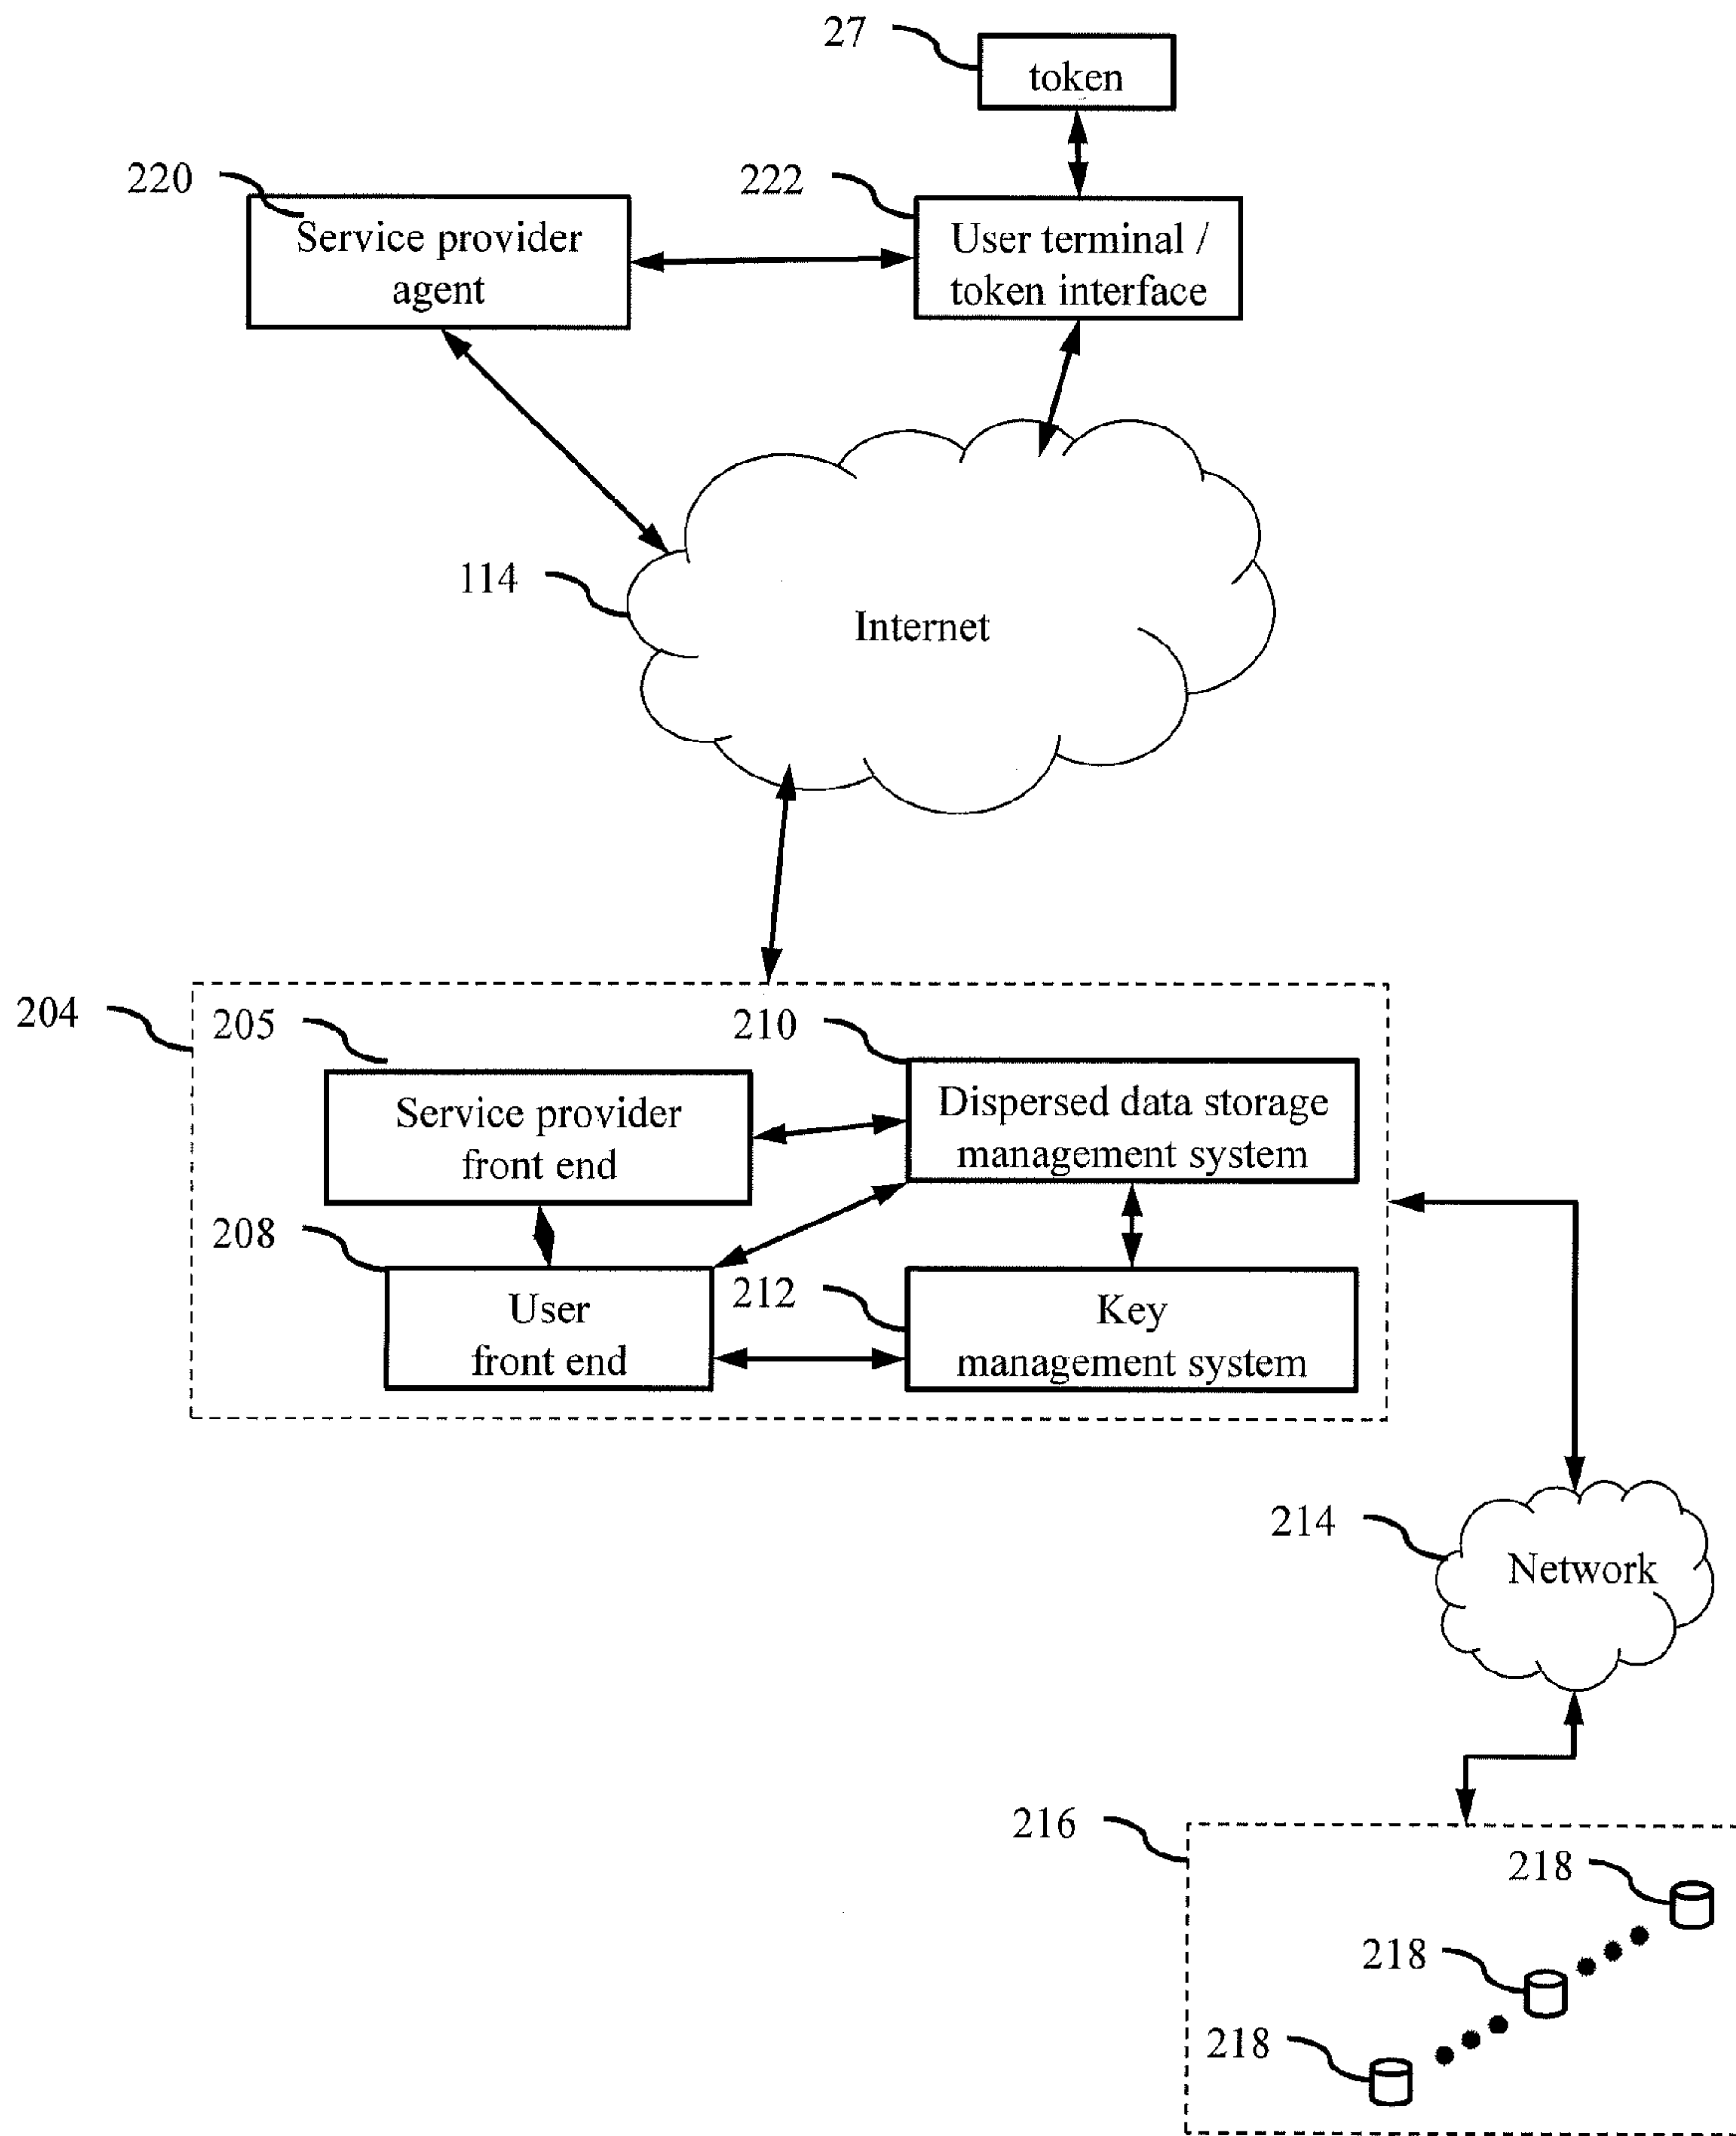 27
token
220
222
Service provider
agent
User terminal /
token interface
114
Internet
204
205
210
Service provider
front end
Dispersed data storage
management system
208
212
User
front end
Key
management system
214
Network
216
218
218
218